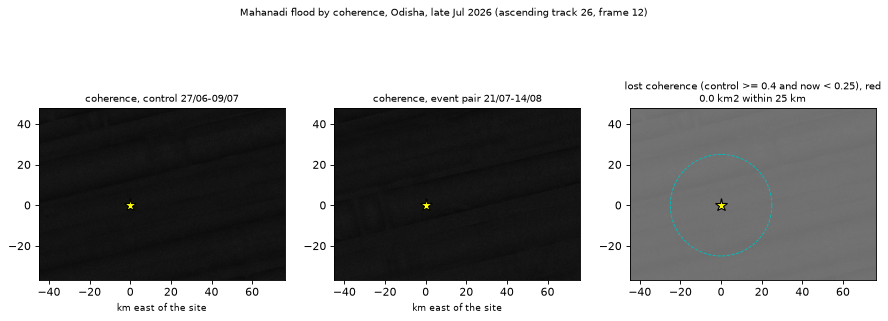 Mahanadi flood by coherence, Odisha, late Jul 2026 (ascending track 26, frame 12)
coherence, control 27/06-09/07
coherence, event pair 21/07-14/08
lost coherence (control >= 0.4 and now < 0.25), red
0.0 km2 within 25 km
40
20
0
−20
−40 −20 0 20 40 60
km east of the site
40
20
0
−20
−40 −20 0 20 40 60
km east of the site
40
20
0
−20
−40 −20 0 20 40 60